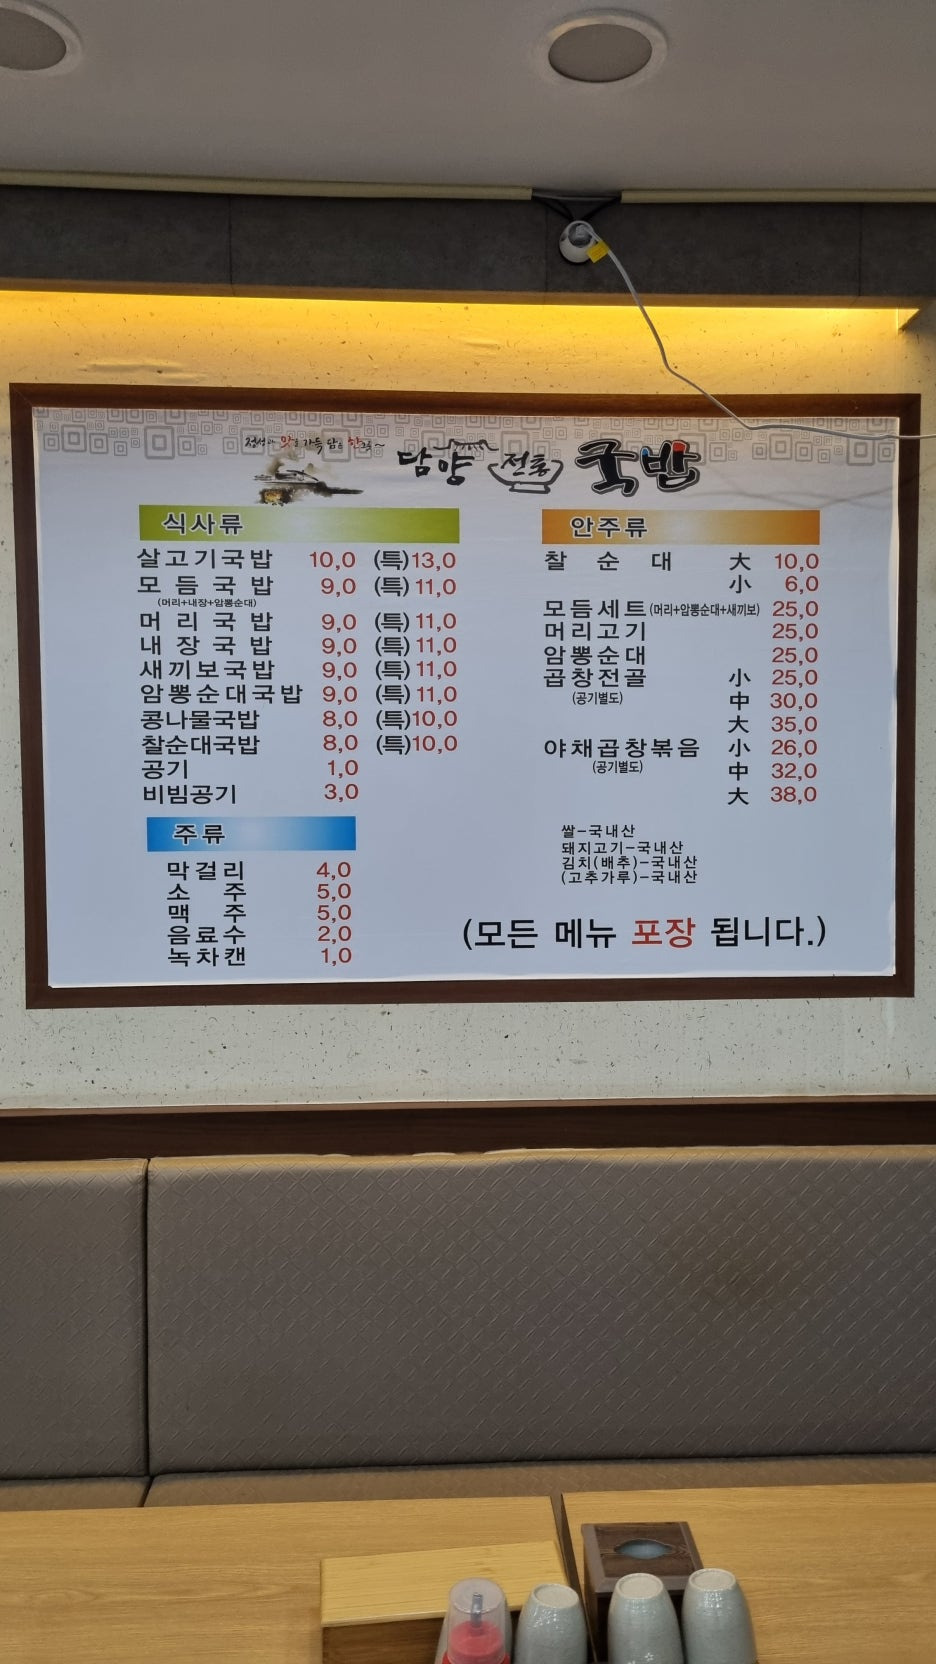 정성과 맛을 가득 담은 한그릇~
담양 전통 국밥
식사류
살고기국밥 10,0 (특)13,0
모듬국밥 9,0 (특)11,0
(머리+내장+암뽕순대)
머리국밥 9,0 (특)11,0
내장국밥 9,0 (특)11,0
새끼보국밥 9,0 (특)11,0
암뽕순대국밥 9,0 (특)11,0
콩나물국밥 8,0 (특)10,0
찰순대국밥 8,0 (특)10,0
공기 1,0
비빔공기 3,0
주류
막걸리 4,0
소주 5,0
맥주 5,0
음료수 2,0
녹차캔 1,0
안주류
찰순대 大 10,0
小 6,0
모듬세트(머리+암뽕순대+새끼보) 25,0
머리고기 25,0
암뽕순대 25,0
곱창전골 小 25,0
(공기별도) 中 30,0
大 35,0
야채곱창볶음 小 26,0
(공기별도) 中 32,0
大 38,0
쌀-국내산
돼지고기-국내산
김치(배추)-국내산
(고추가루)-국내산
(모든 메뉴 포장 됩니다.)